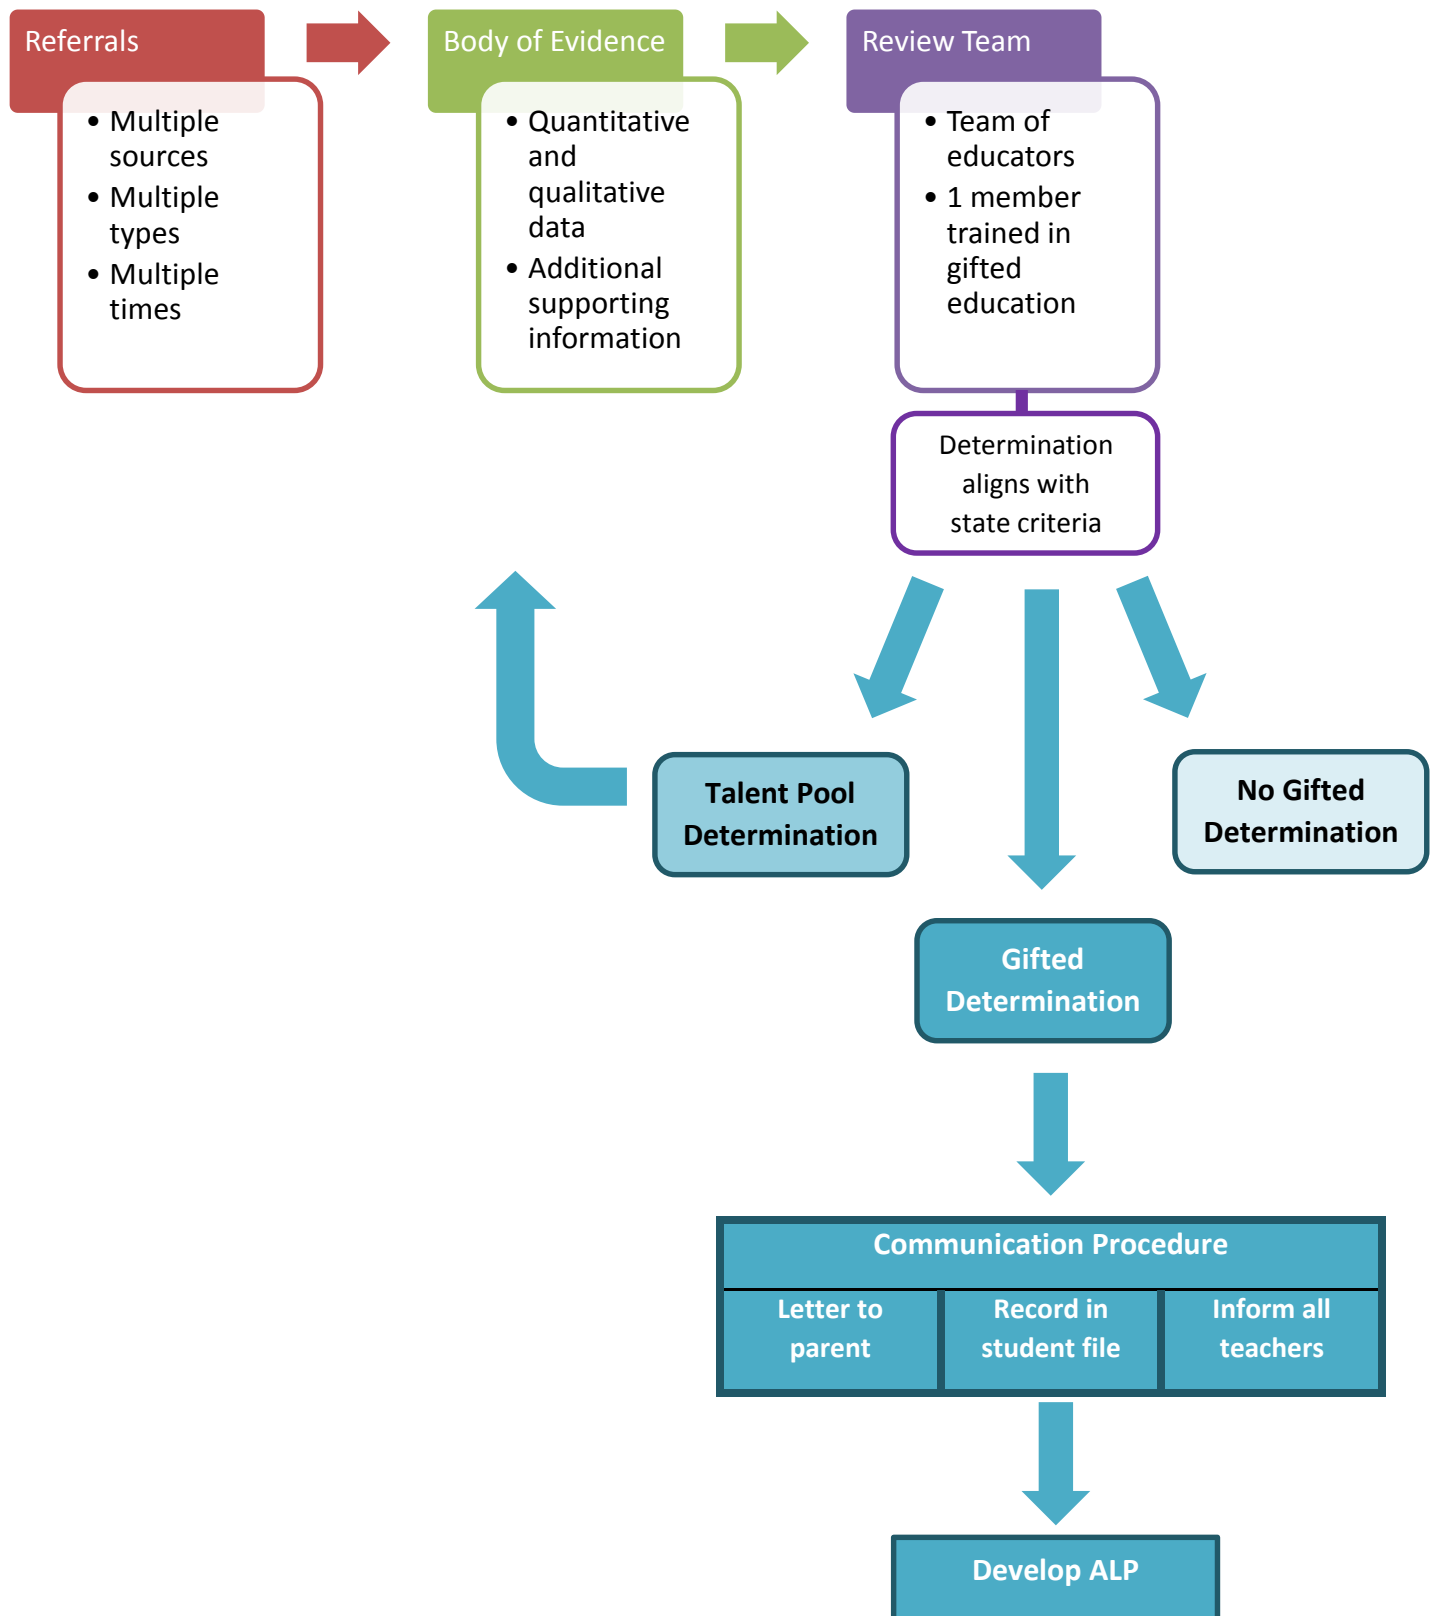 Referrals
• Multiple
sources
• Multiple
types
• Multiple
times
Body of Evidence
• Quantitative
and
qualitative
data
• Additional
supporting
information
Review Team
• Team of
educators
• 1 member
trained in
gifted
education
Determination
aligns with
state criteria
Talent Pool
Determination
No Gifted
Determination
Gifted
Determination
Communication Procedure
Letter to
parent
Record in
student file
Inform all
teachers
Develop ALP